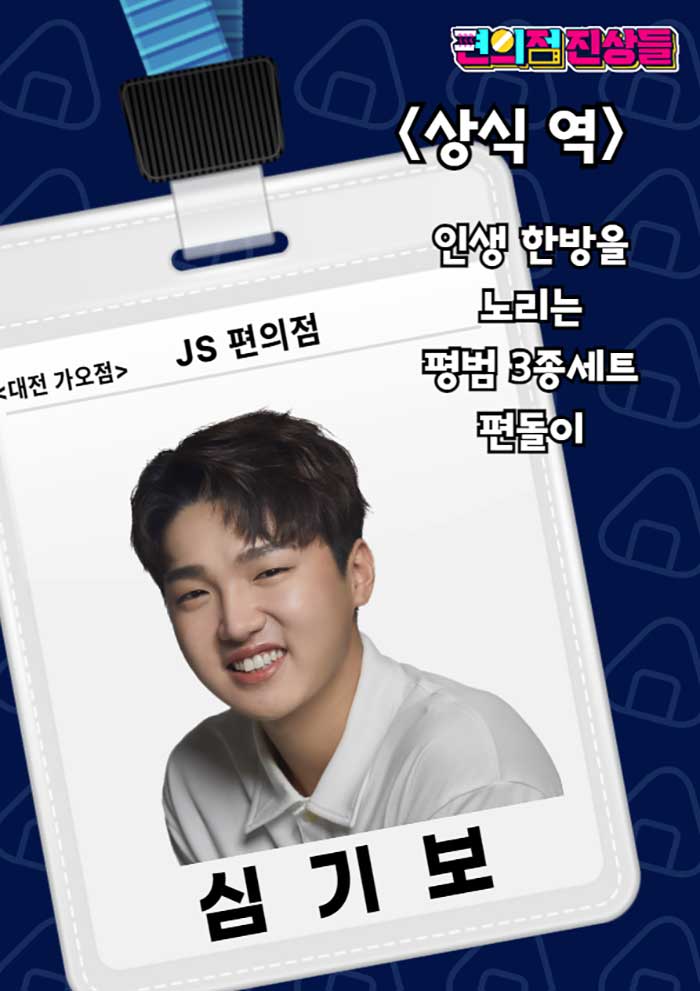 편의점 진상들
<상식 역>
인생 한방을
노리는
평범 3종세트
편돌이
JS 편의점
<대전 가오점>
심 기 보